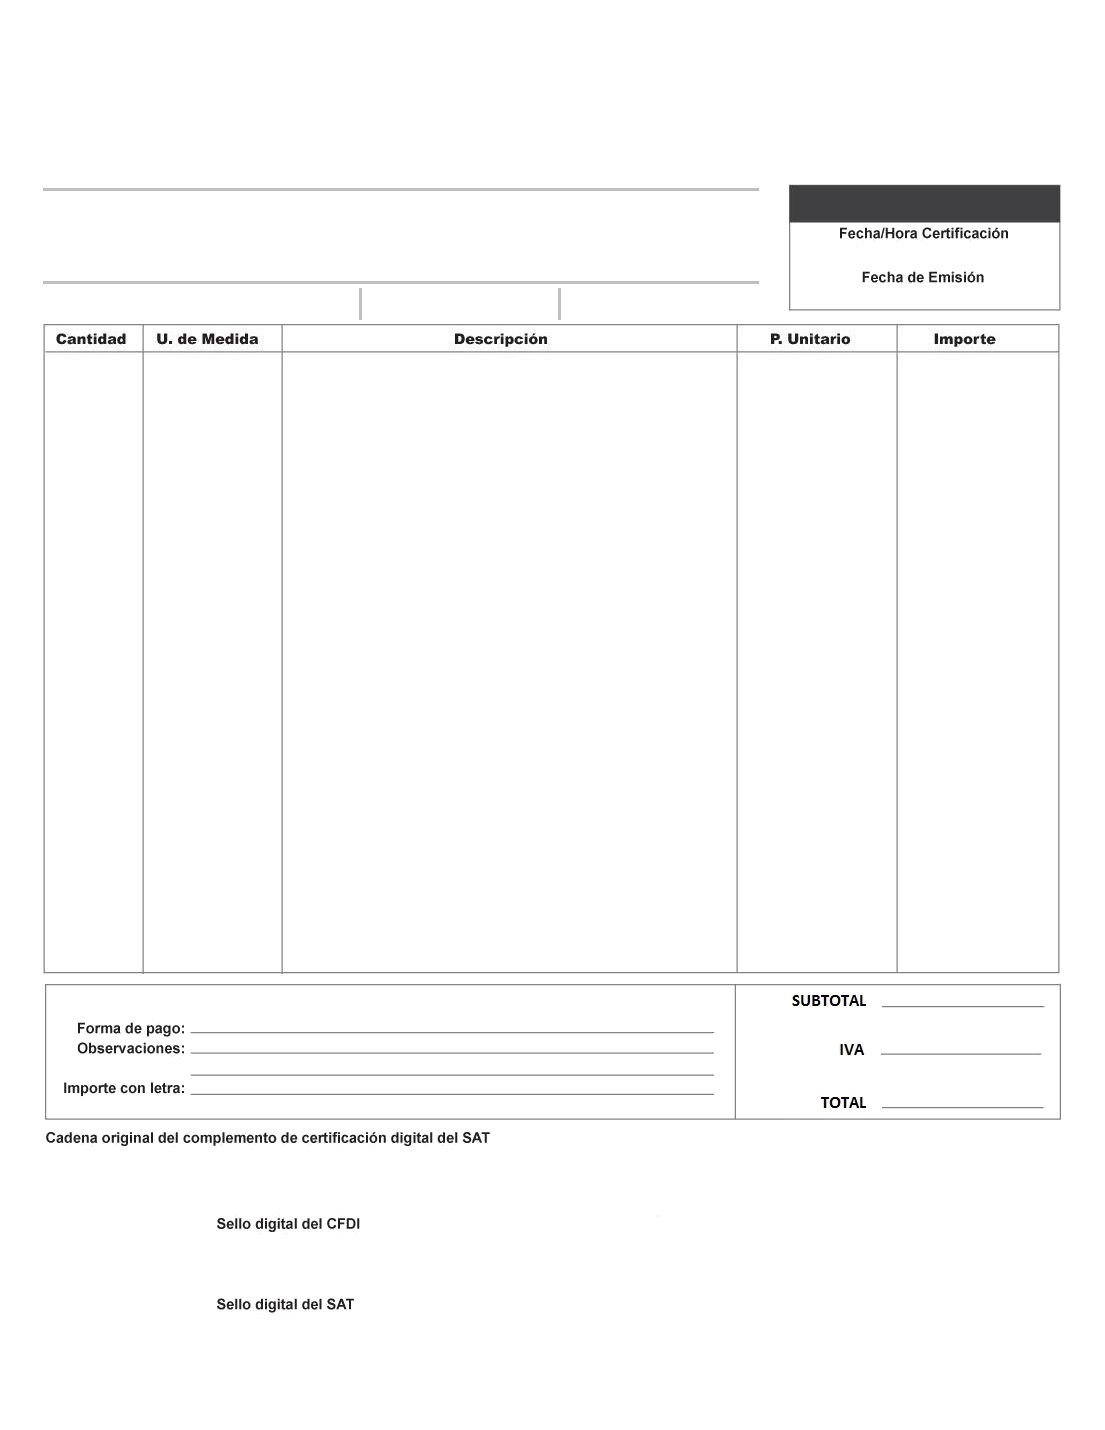 Fecha/Hora Certificación
Fecha de Emisión
Cantidad U. de Medida Descripción P. Unitario Importe
SUBTOTAL
Forma de pago:
Observaciones:
IVA
Importe con letra:
TOTAL
Cadena original del complemento de certificación digital del SAT
Sello digital del CFDI
Sello digital del SAT